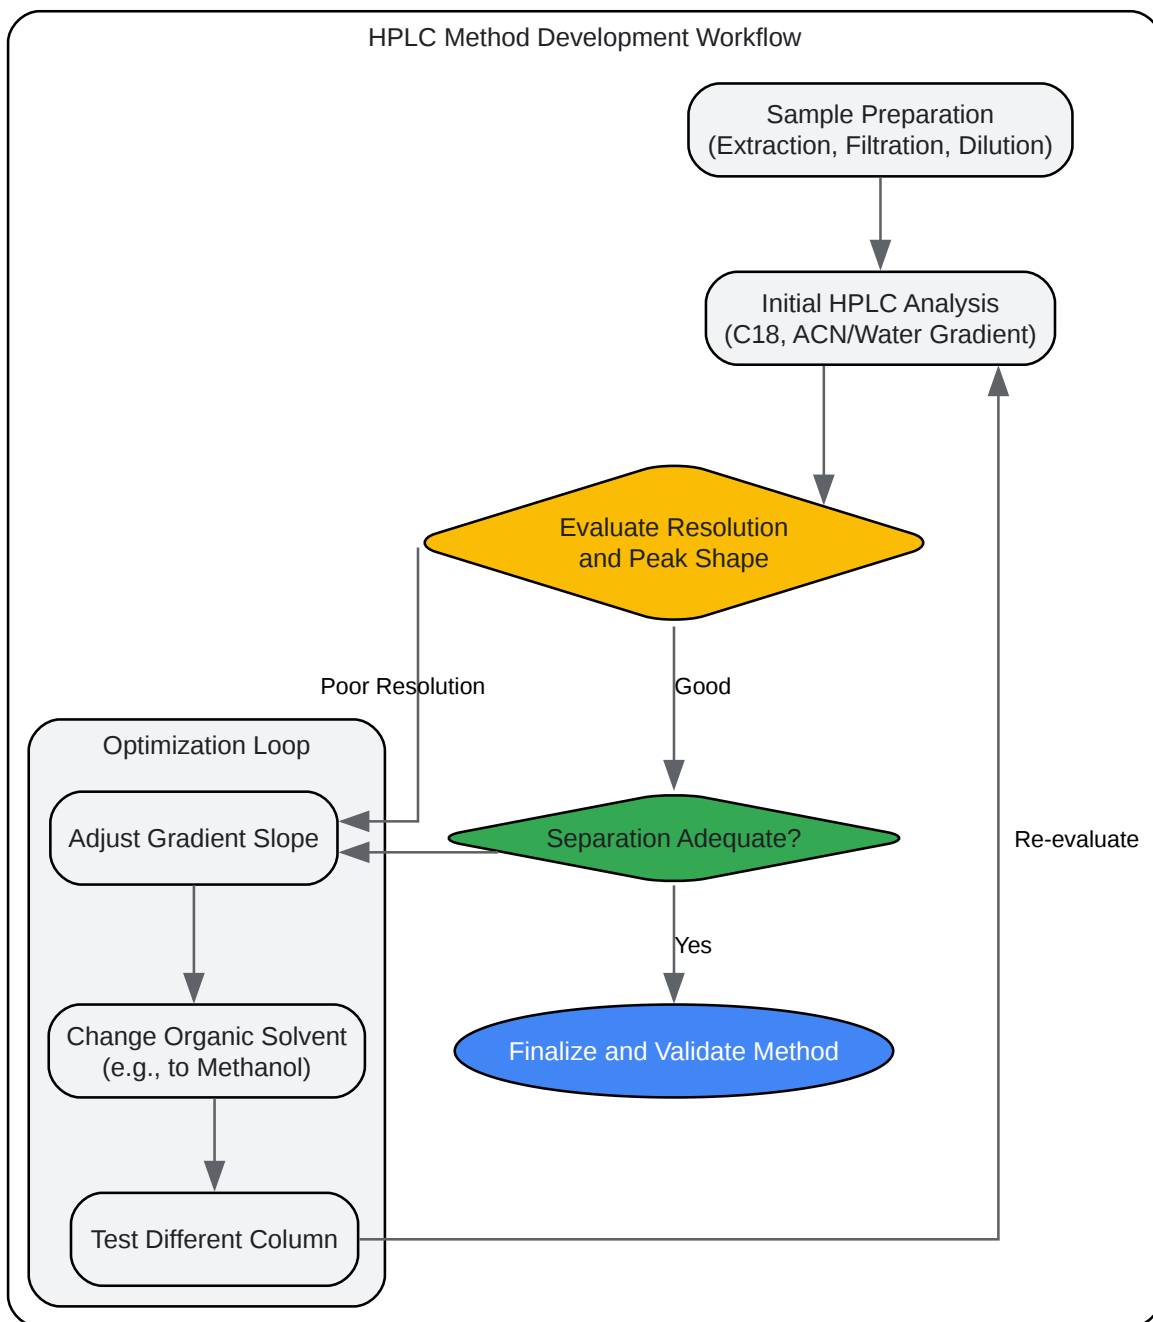 HPLC Method Development Workflow
Sample Preparation
(Extraction, Filtration, Dilution)
Initial HPLC Analysis
(C18, ACN/Water Gradient)
Evaluate Resolution
and Peak Shape
Poor Resolution
Good
Optimization Loop
Adjust Gradient Slope
Separation Adequate?
Re-evaluate
Yes
Change Organic Solvent
(e.g., to Methanol)
Finalize and Validate Method
Test Different Column